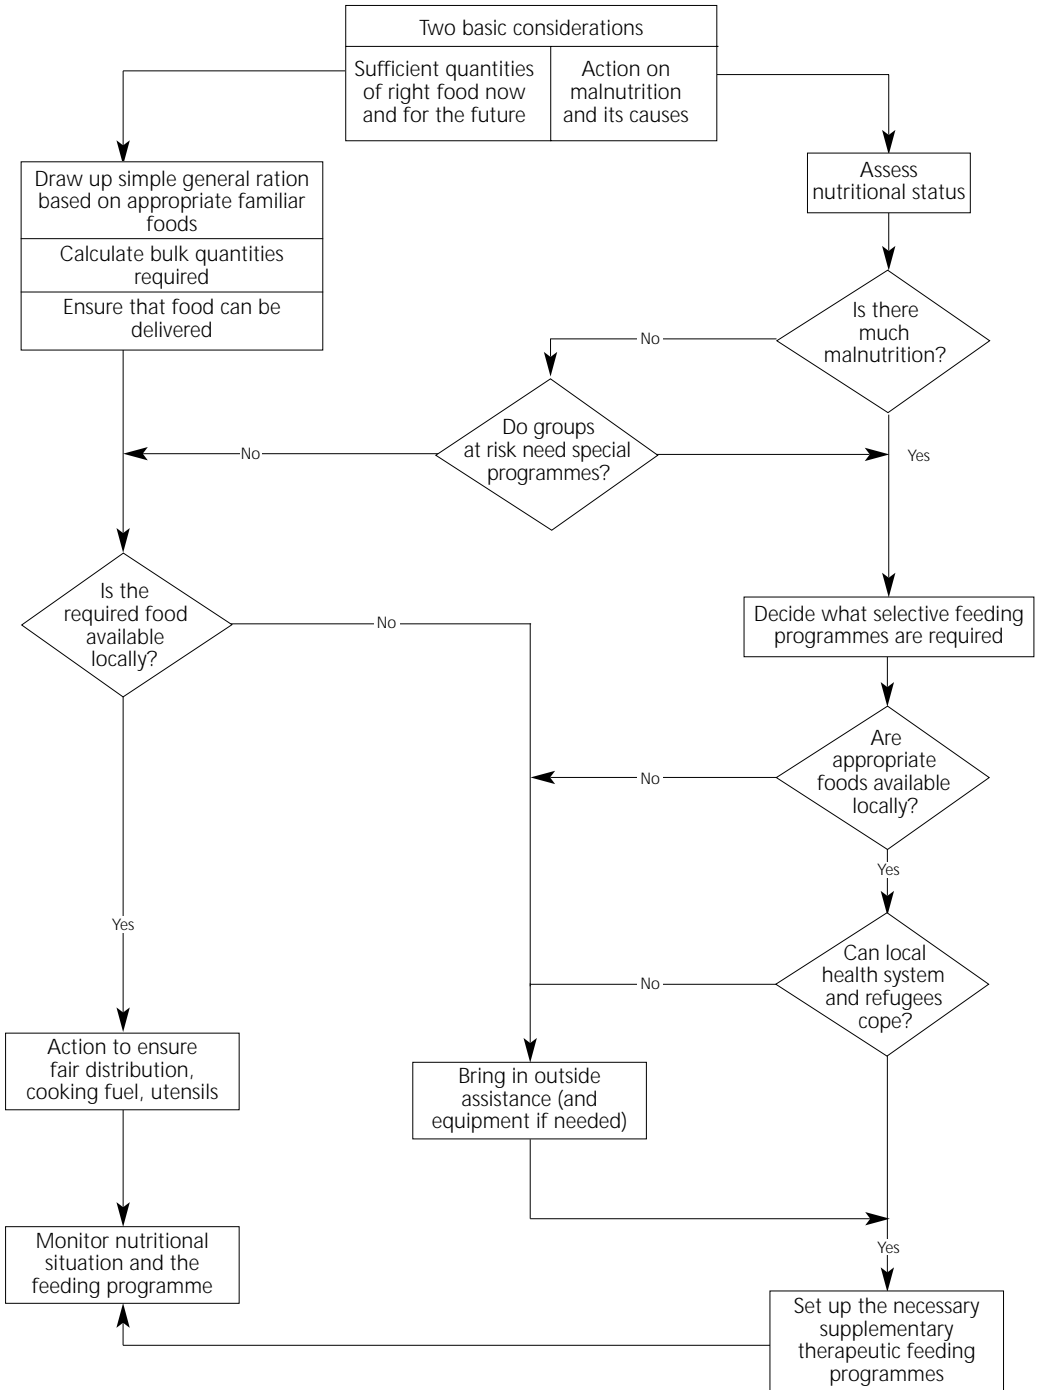 Two basic considerations
Sufficient quantities
of right food now
and for the future
Action on
malnutrition
and its causes
Draw up simple general ration
based on appropriate familiar
foods
Calculate bulk quantities
required
Ensure that food can be
delivered
Assess
nutritional status
Is there
much
malnutrition?
No
Do groups
at risk need special
programmes?
No
Yes
Is the
required food
available
locally?
No
Decide what selective feeding
programmes are required
Are
appropriate
foods available
locally?
No
Yes
Yes
Can local
health system
and refugees
cope?
No
Action to ensure
fair distribution,
cooking fuel, utensils
Bring in outside
assistance (and
equipment if needed)
Monitor nutritional
situation and the
feeding programme
Yes
Set up the necessary
supplementary
therapeutic feeding
programmes